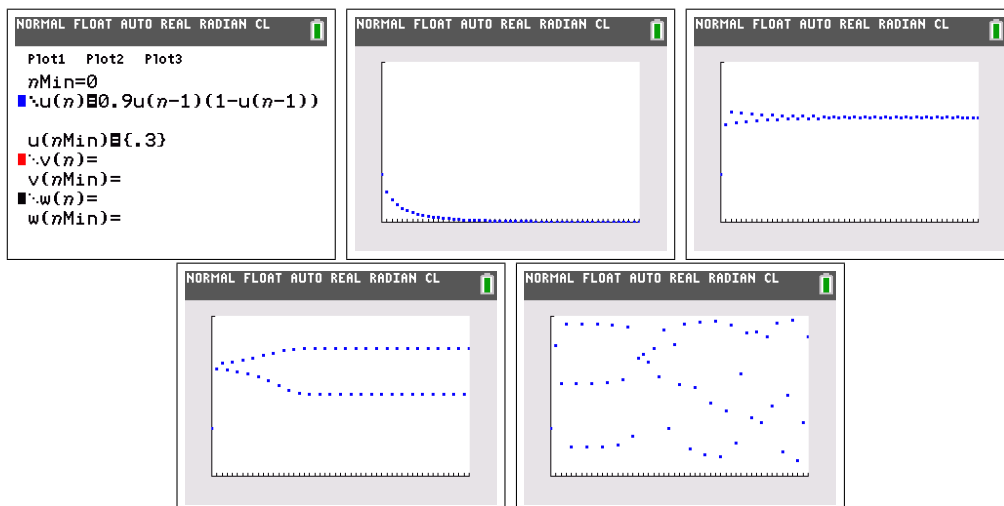 NORMAL FLOAT AUTO REAL RADIAN CL
Plot1 Plot2 Plot3
nMin=0
u(n)=0.9u(n-1)(1-u(n-1))
u(nMin)={.3}
v(n)=
v(nMin)=
w(n)=
w(nMin)=
NORMAL FLOAT AUTO REAL RADIAN CL
NORMAL FLOAT AUTO REAL RADIAN CL
NORMAL FLOAT AUTO REAL RADIAN CL
NORMAL FLOAT AUTO REAL RADIAN CL